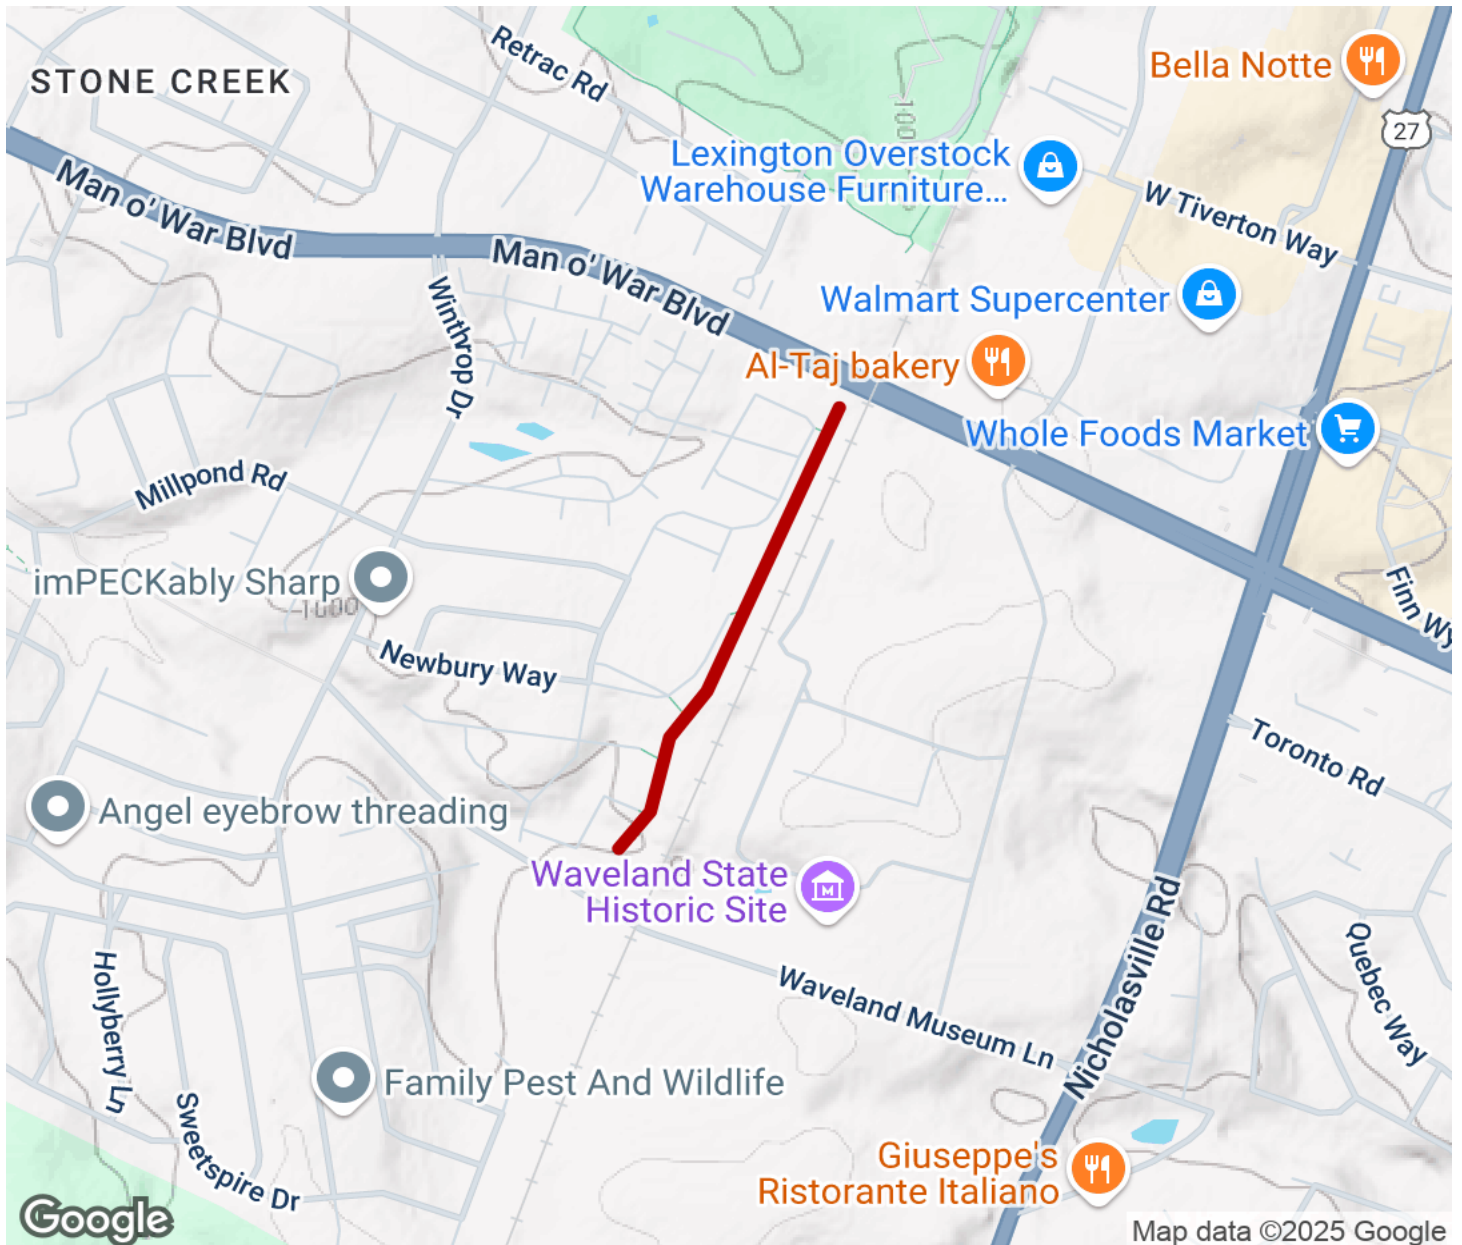 STONE CREEK
Retrac Rd
Bella Notte
27
Man o' War Blvd
100
Lexington Overstock
Warehouse Furniture...
W Tiverton Way
Man o' War Blvd
Winthrop Dr
Walmart Supercenter
Al-Taj bakery
Whole Foods Market
Millpond Rd
imPECKably Sharp
1000
Finn Wy
Newbury Way
Toronto Rd
Angel eyebrow threading
Waveland State
Historic Site
Nicholasville Rd
Quebec Way
Hollyberry Ln
Waveland Museum Ln
Family Pest And Wildlife
Sweetspire Dr
Giuseppe's
Ristorante Italiano
Google
Map data ©2025 Google